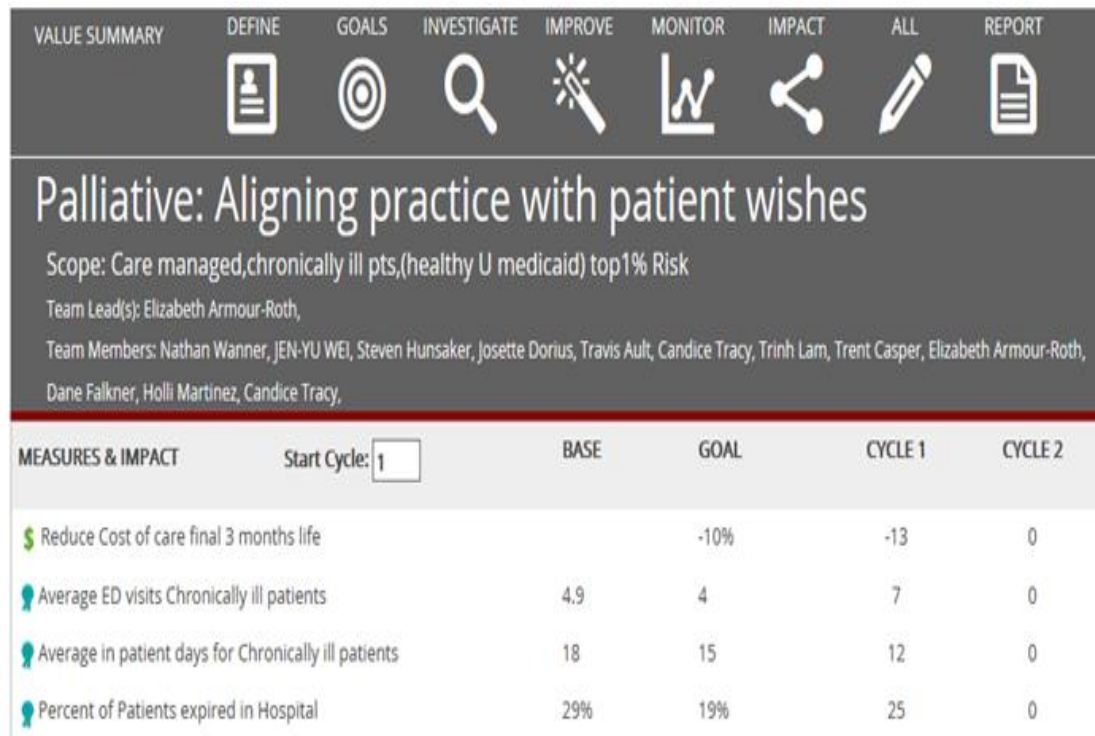 VALUE SUMMARY DEFINE GOALS INVESTIGATE IMPROVE MONITOR IMPACT ALL REPORT
Palliative: Aligning practice with patient wishes
Scope: Care managed,chronically ill pts,(healthy U medicaid) top1% Risk
Team Lead(s): Elizabeth Armour-Roth,
Team Members: Nathan Wanner, JEN-YU WEI, Steven Hunsaker, Josette Dorius, Travis Ault, Candice Tracy, Trinh Lam, Trent Casper, Elizabeth Armour-Roth,
Dane Falkner, Holli Martinez, Candice Tracy,
MEASURES & IMPACT Start Cycle: 1 BASE GOAL CYCLE 1 CYCLE 2
$ Reduce Cost of care final 3 months life -10% -13 0
Average ED visits Chronically ill patients 4.9 4 7 0
Average in patient days for Chronically ill patients 18 15 12 0
Percent of Patients expired in Hospital 29% 19% 25 0